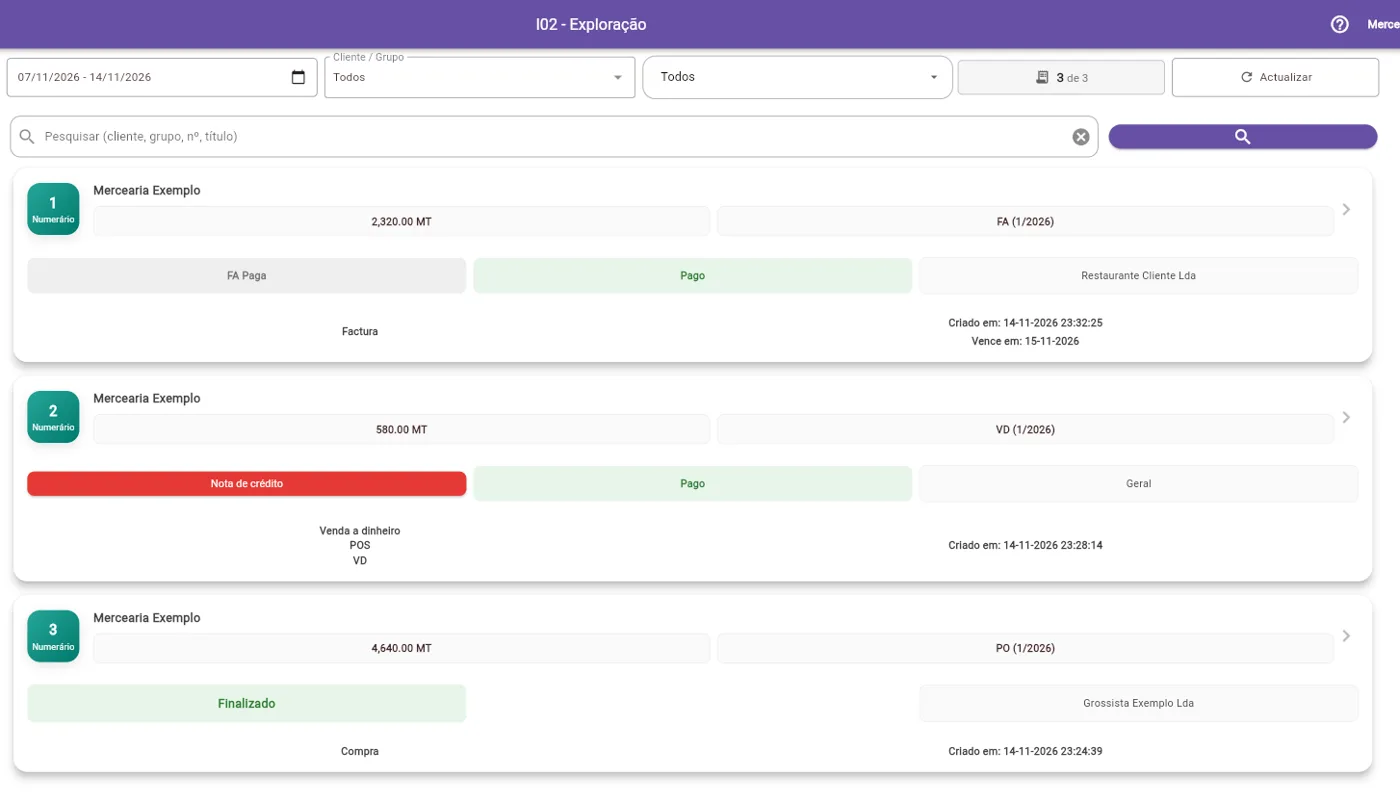 I02 - Exploração
Merce
07/11/2026 - 14/11/2026
Cliente / Grupo
Todos
Todos
3 de 3
Actualizar
Pesquisar (cliente, grupo, nº, título)
1
Numerário
Mercearia Exemplo
2,320.00 MT
FA (1/2026)
FA Paga
Pago
Restaurante Cliente Lda
Factura
Criado em: 14-11-2026 23:32:25
Vence em: 15-11-2026
2
Numerário
Mercearia Exemplo
580.00 MT
VD (1/2026)
Nota de crédito
Pago
Geral
Venda a dinheiro
POS
VD
Criado em: 14-11-2026 23:28:14
3
Numerário
Mercearia Exemplo
4,640.00 MT
PO (1/2026)
Finalizado
Grossista Exemplo Lda
Compra
Criado em: 14-11-2026 23:24:39